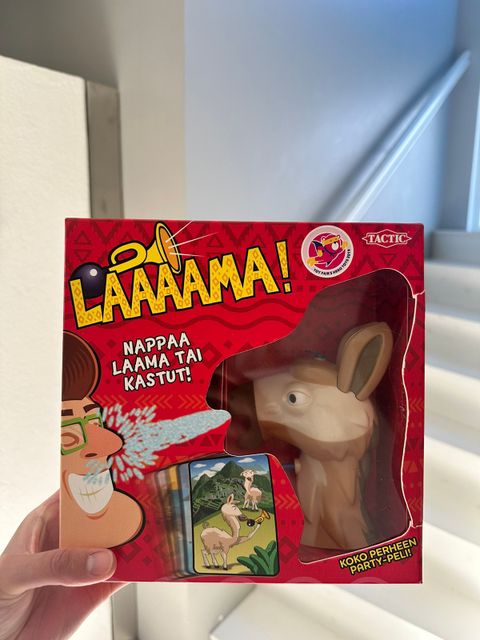 LAAAAMA!
TACTIC
NAPPAA
LAAMA TAI
KASTUT!
KOKO PERHEEN
PARTY-PELI!